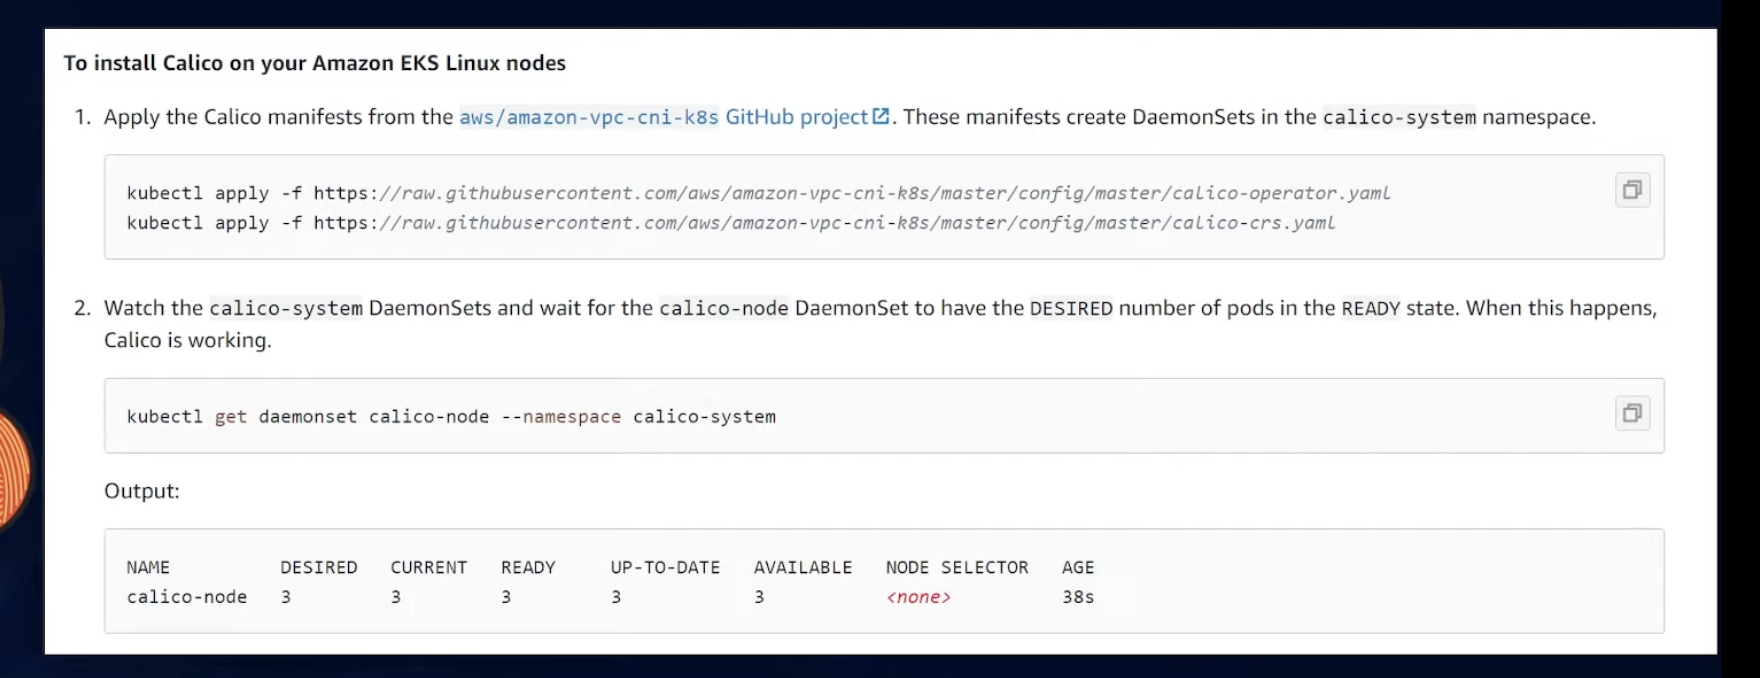 To install Calico on your Amazon EKS Linux nodes
1. Apply the Calico manifests from the aws/amazon-vpc-cni-k8s GitHub project. These manifests create DaemonSets in the calico-system namespace.
kubectl apply -f https://raw.githubusercontent.com/aws/amazon-vpc-cni-k8s/master/config/master/calico-operator.yaml
kubectl apply -f https://raw.githubusercontent.com/aws/amazon-vpc-cni-k8s/master/config/master/calico-crs.yaml
2. Watch the calico-system DaemonSets and wait for the calico-node DaemonSet to have the DESIRED number of pods in the READY state. When this happens,
Calico is working.
kubectl get daemonset calico-node --namespace calico-system
Output:
NAME DESIRED CURRENT READY UP-TO-DATE AVAILABLE NODE SELECTOR AGE
calico-node 3 3 3 3 3 <none> 38s